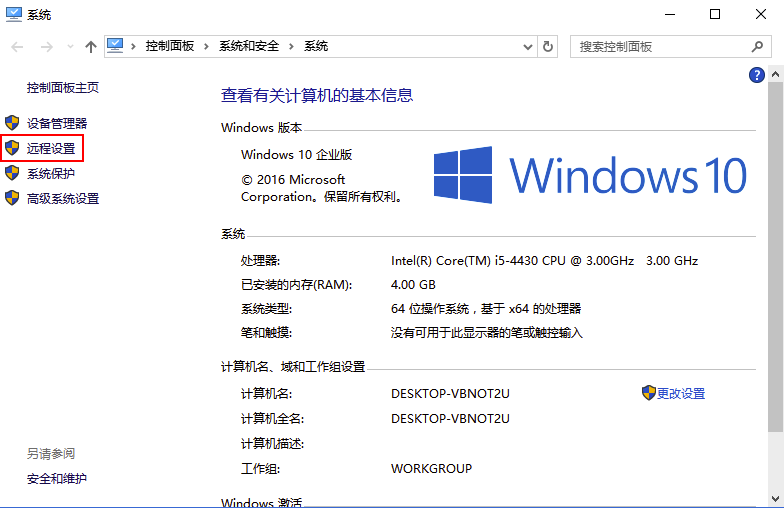 系统
控制面板 › 系统和安全 › 系统
搜索控制面板
控制面板主页
设备管理器
远程设置
系统保护
高级系统设置
另请参阅
安全和维护
?
查看有关计算机的基本信息
Windows 版本
Windows 10 企业版
© 2016 Microsoft
Corporation。保留所有权利。
Windows 10
系统
处理器: Intel(R) Core(TM) i5-4430 CPU @ 3.00GHz 3.00 GHz
已安装的内存(RAM): 4.00 GB
系统类型: 64 位操作系统，基于 x64 的处理器
笔和触摸: 没有可用于此显示器的笔或触控输入
计算机名、域和工作组设置
计算机名: DESKTOP-VBNOT2U 更改设置
计算机全名: DESKTOP-VBNOT2U
计算机描述:
工作组: WORKGROUP
Windows 激活